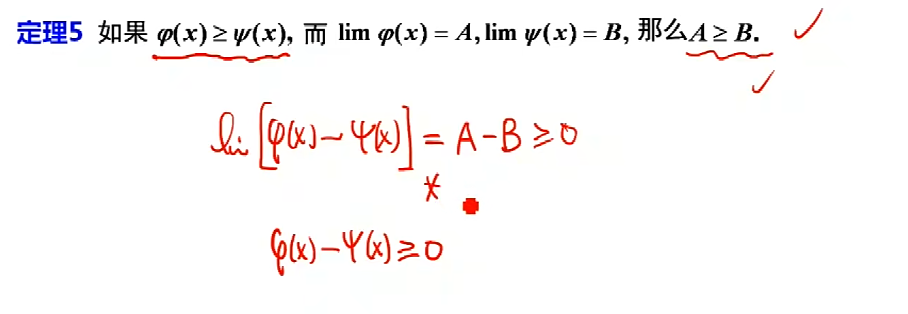 定理5 如果 φ(x) ≥ ψ(x), 而 lim φ(x) = A, lim ψ(x) = B, 那么 A ≥ B.
lim [φ(x) − ψ(x)] = A − B ≥ 0
*
φ(x) − ψ(x) ≥ 0